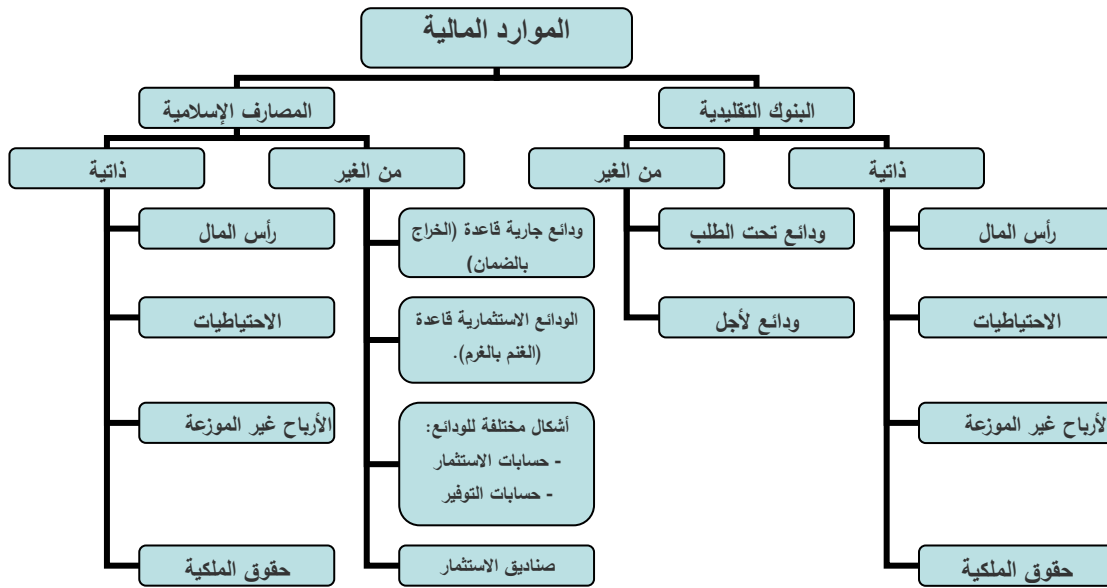 الموارد المالية
البنوك التقليدية
المصارف الإسلامية
ذاتية
من الغير
من الغير
ذاتية
رأس المال
الاحتياطيات
الأرباح غير الموزعة
حقوق الملكية
ودائع تحت الطلب
ودائع لأجل
ودائع جارية قاعدة (الخراج
بالضمان)
الودائع الاستثمارية قاعدة
(الغنم بالغرم).
أشكال مختلفة للودائع:
- حسابات الاستثمار
- حسابات التوفير
صناديق الاستثمار
رأس المال
الاحتياطيات
الأرباح غير الموزعة
حقوق الملكية